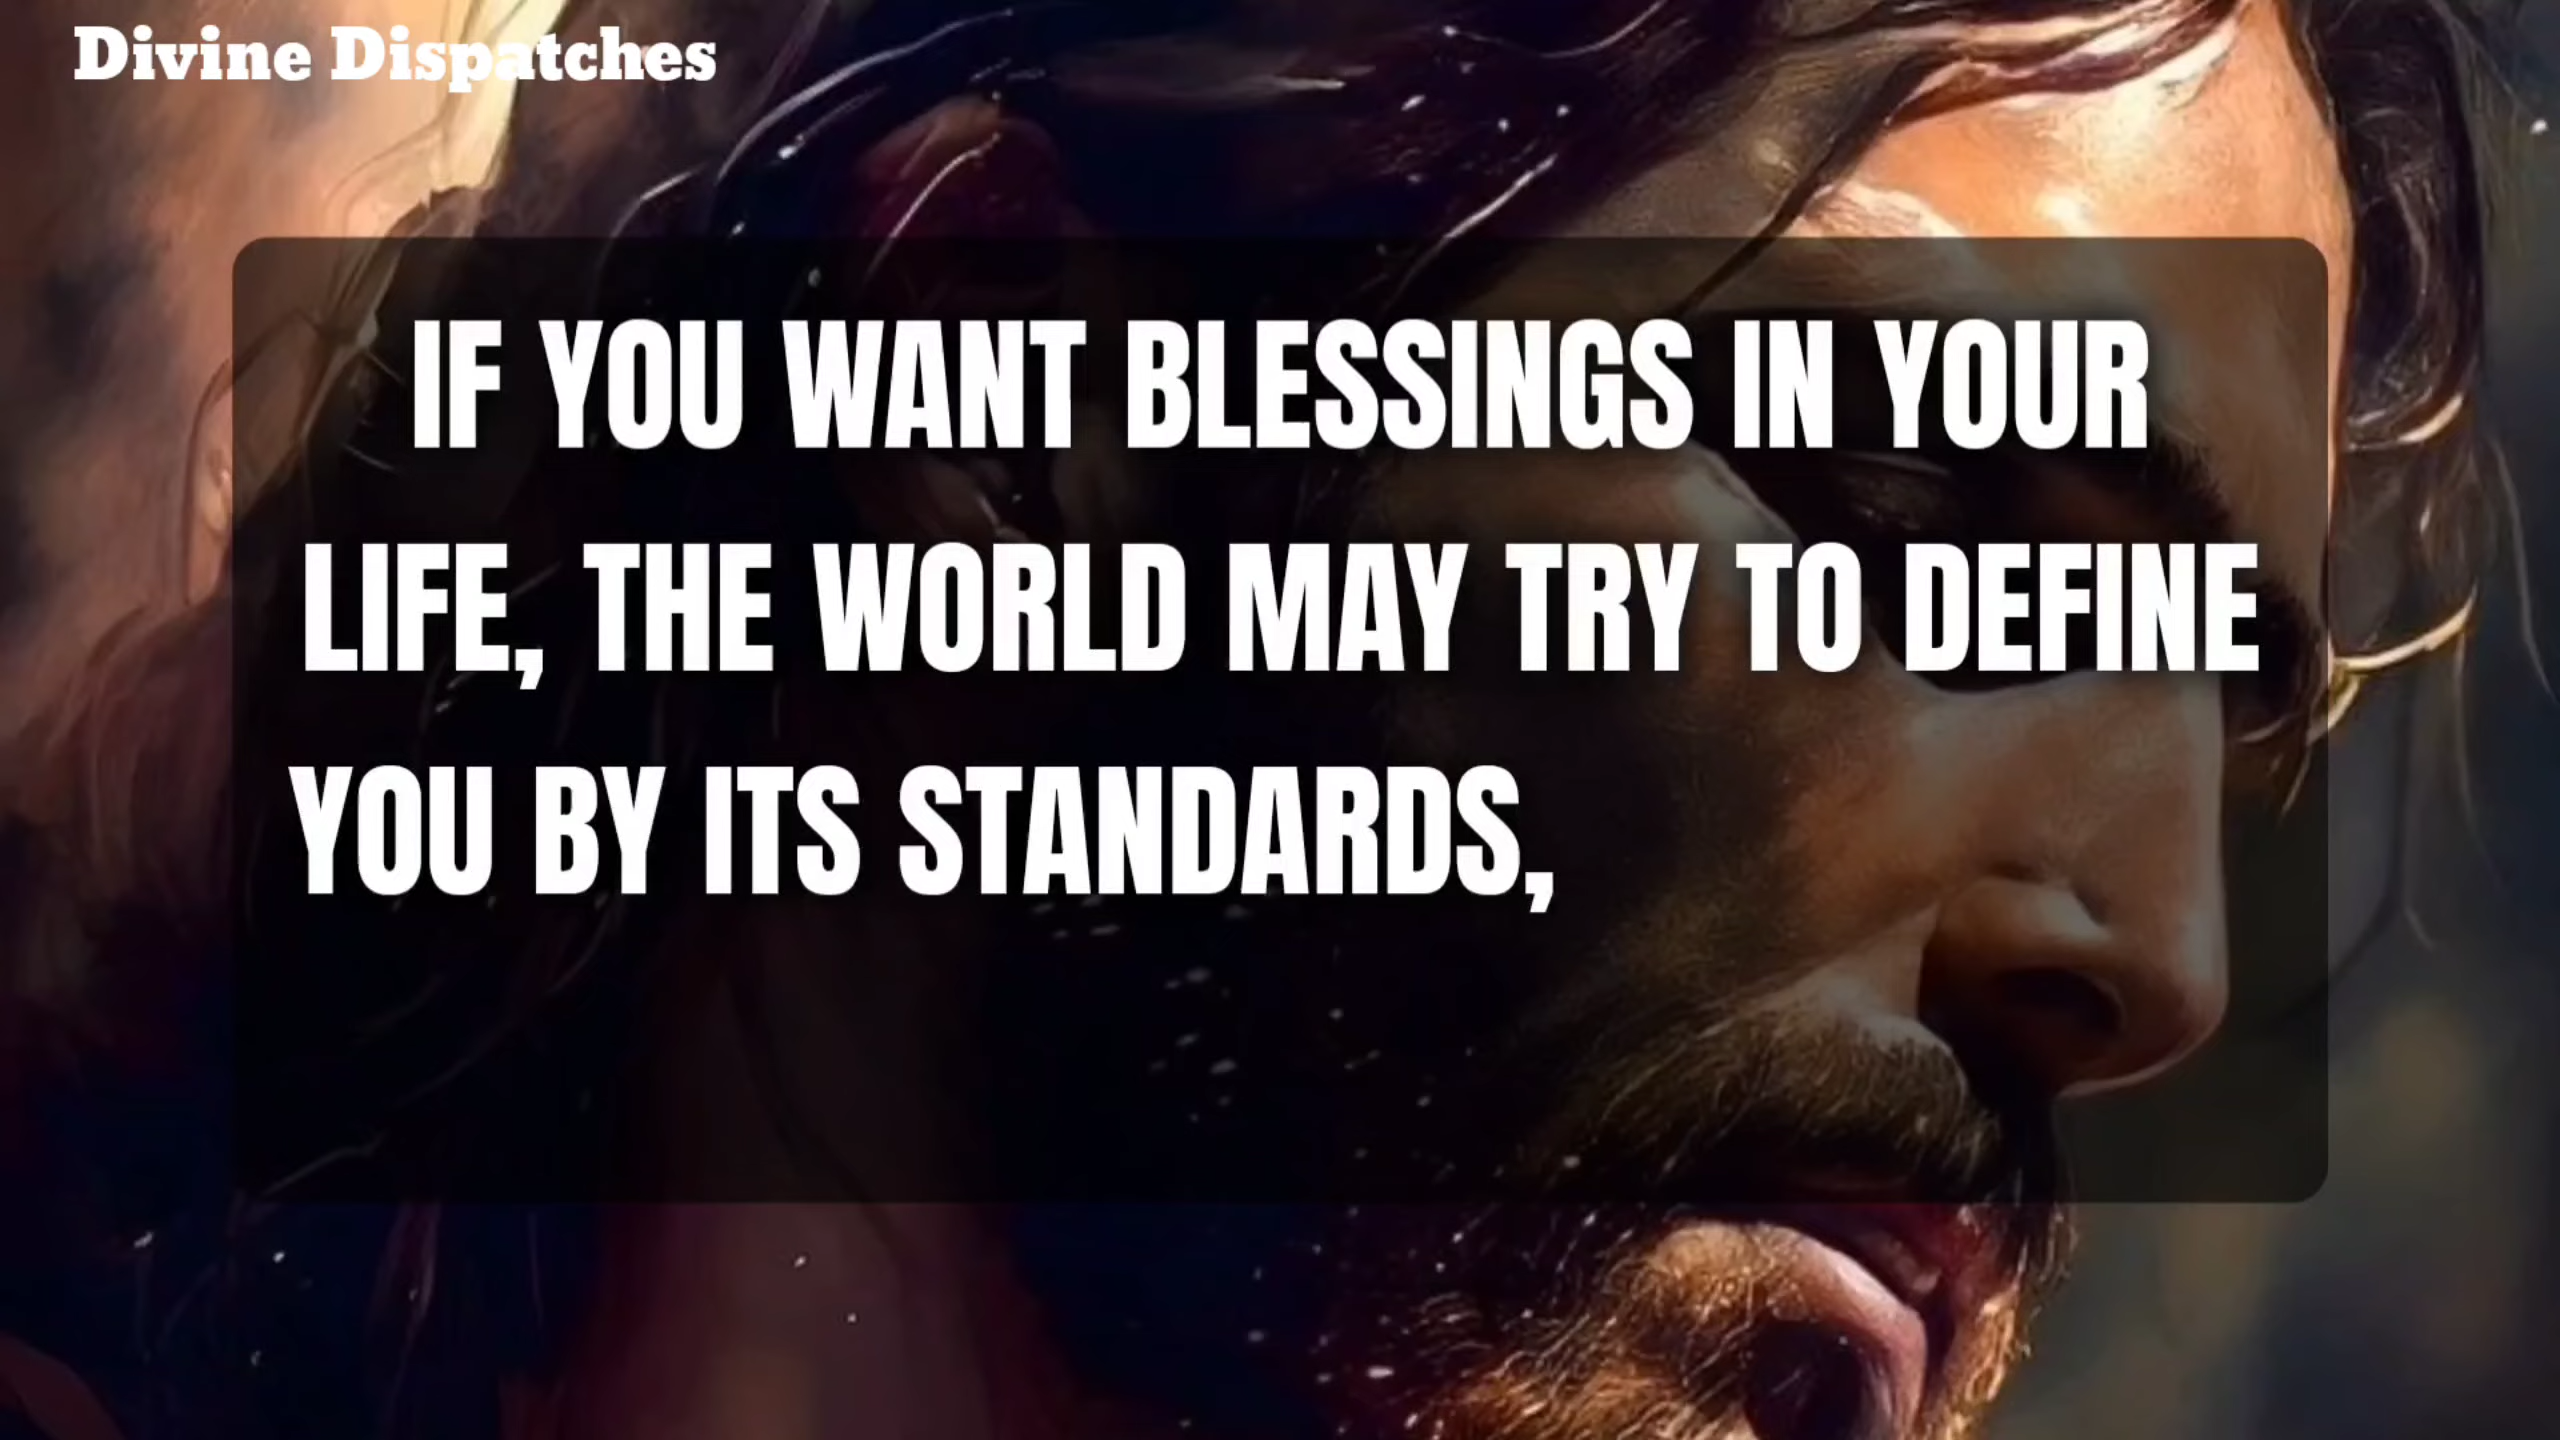 Divine Dispatches
IF YOU WANT BLESSINGS IN YOUR
LIFE, THE WORLD MAY TRY TO DEFINE
YOU BY ITS STANDARDS,